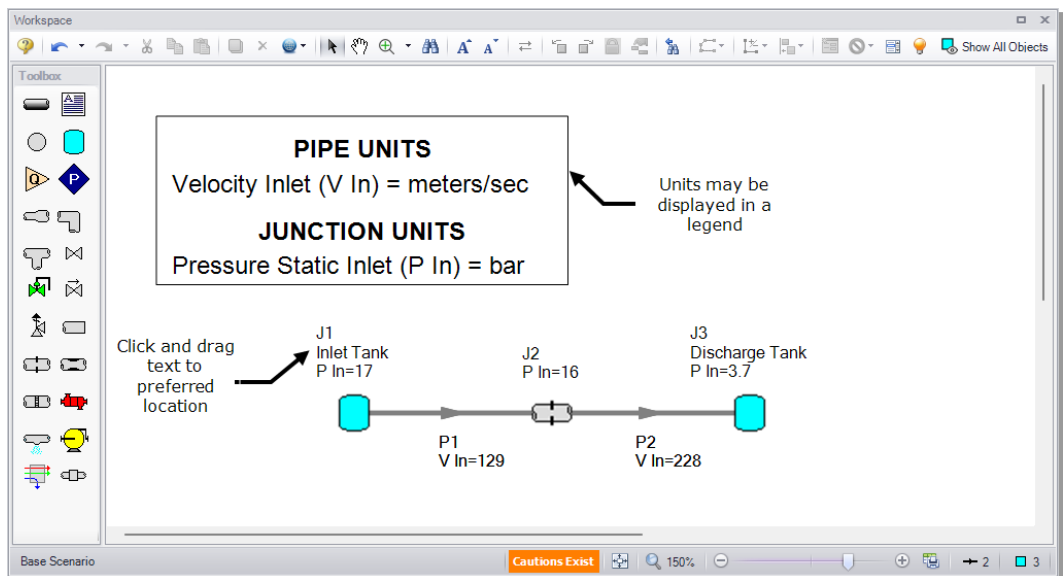 Workspace
Show All Objects
Toolbox
Q
P
PIPE UNITS
Velocity Inlet (V In) = meters/sec
JUNCTION UNITS
Pressure Static Inlet (P In) = bar
Units may be
displayed in a
legend
Click and drag
text to
preferred
location
J1
Inlet Tank
P In=17
J2
P In=16
J3
Discharge Tank
P In=3.7
P1
V In=129
P2
V In=228
Base Scenario
Cautions Exist
150%
2
3